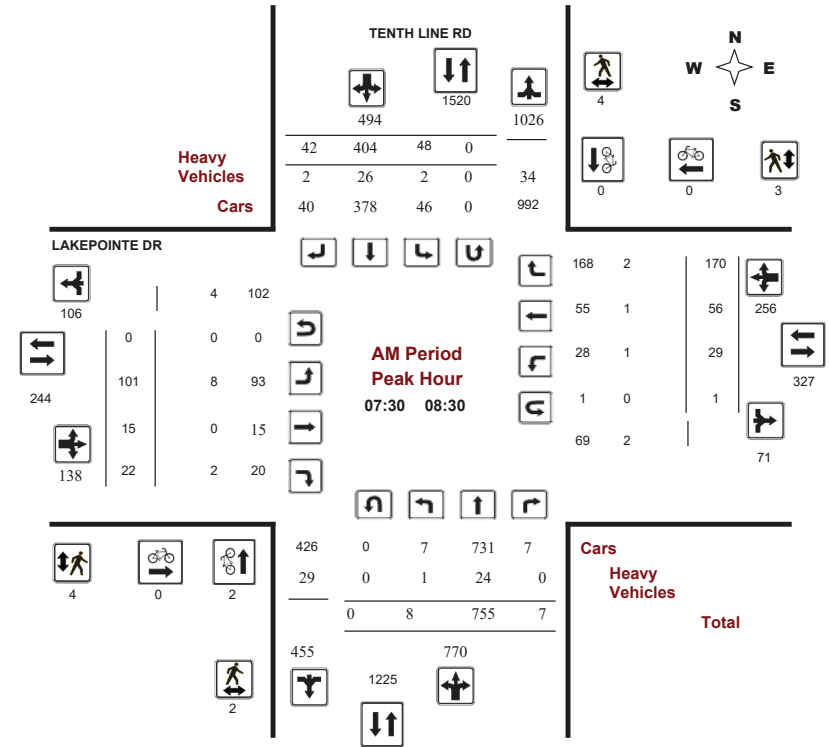 TENTH LINE RD
N
W E
S
1520
4
494 1026
42 404 48 0
Heavy
Vehicles
2 26 2 0 34
Cars
40 378 46 0 992
0 0 3
LAKEPOINTE DR
106
4 102
168 2 170
256
0 0 0
55 1 56
244
101 8 93
AM Period
Peak Hour
07:30 08:30
28 1 29
327
1 0 1
15 0 15
69 2
71
138
22 2 20
426 0 7 731 7
Cars
29 0 1 24 0
Heavy
Vehicles
4 0 2
0 8 755 7
Total
455 770
1225
2